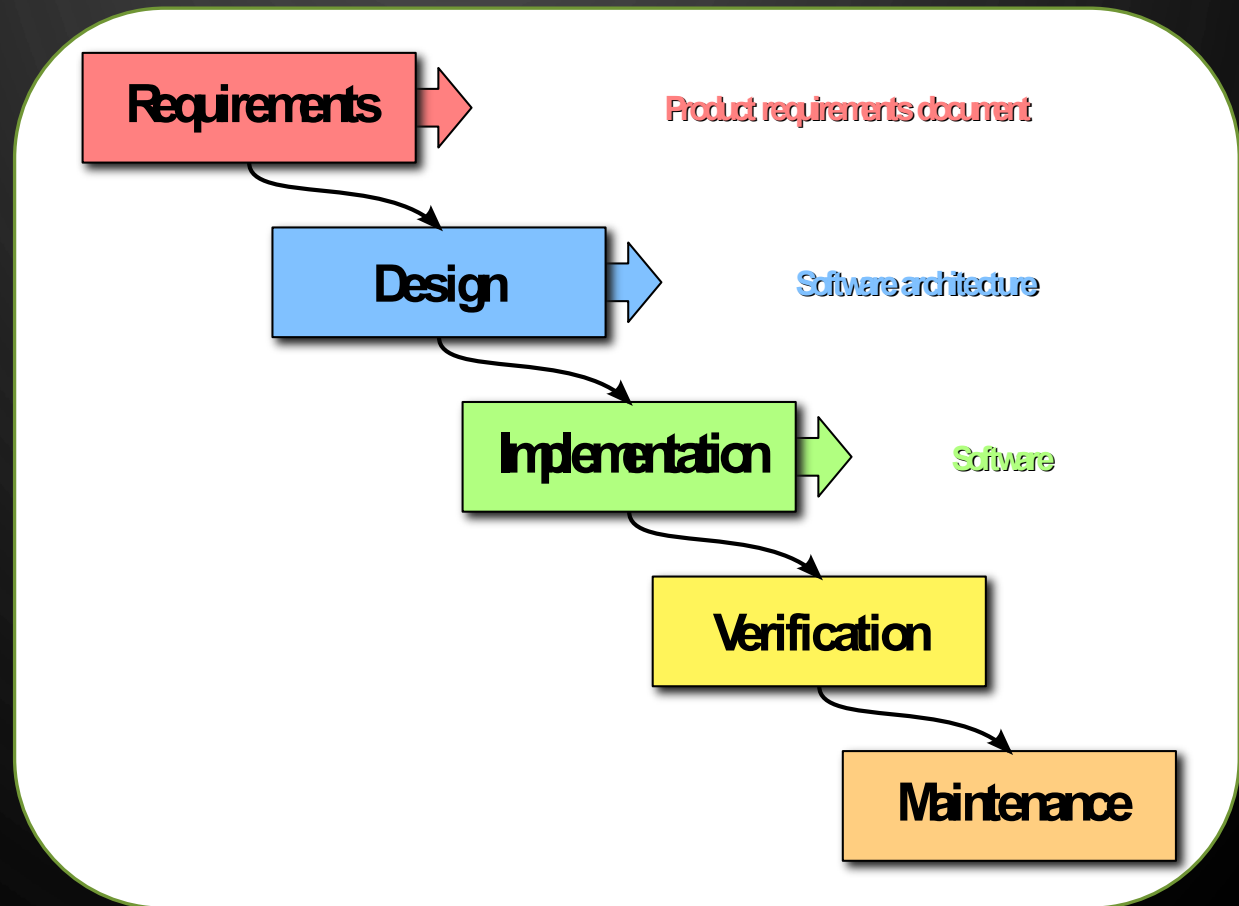 Requirements
Product requirements document
Design
Software architecture
Implementation
Software
Verification
Maintenance